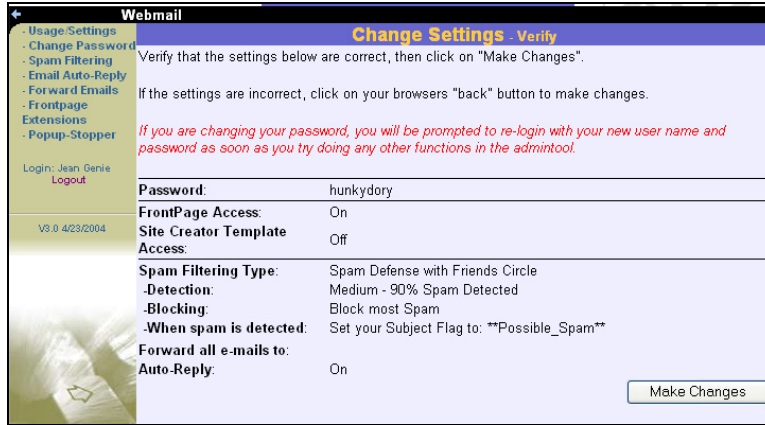 Webmail
- Usage/Settings
- Change Password
- Spam Filtering
- Email Auto-Reply
- Forward Emails
- Frontpage
Extensions
- Popup-Stopper
Login: Jean Genie
Logout
V3.0 4/23/2004
Change Settings - Verify
Verify that the settings below are correct, then click on "Make Changes".
If the settings are incorrect, click on your browsers "back" button to make changes.
If you are changing your password, you will be prompted to re-login with your new user name and
password as soon as you try doing any other functions in the admintool.
Password: hunkydory
FrontPage Access: On
Site Creator Template
Access: Off
Spam Filtering Type: Spam Defense with Friends Circle
-Detection: Medium - 90% Spam Detected
-Blocking: Block most Spam
-When spam is detected: Set your Subject Flag to: **Possible_Spam**
Forward all e-mails to:
Auto-Reply: On
Make Changes